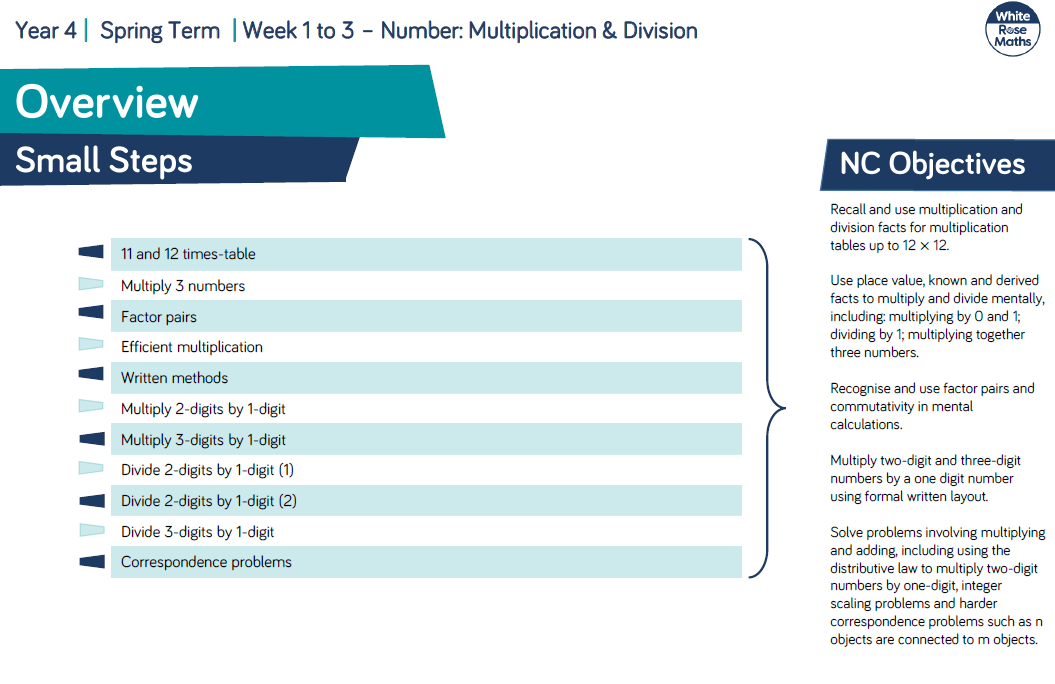 Year 4 | Spring Term | Week 1 to 3 – Number: Multiplication & Division
White
Rose
Maths
Overview
Small Steps
11 and 12 times-table
Multiply 3 numbers
Factor pairs
Efficient multiplication
Written methods
Multiply 2-digits by 1-digit
Multiply 3-digits by 1-digit
Divide 2-digits by 1-digit (1)
Divide 2-digits by 1-digit (2)
Divide 3-digits by 1-digit
Correspondence problems
NC Objectives
Recall and use multiplication and
division facts for multiplication
tables up to 12 × 12.
Use place value, known and derived
facts to multiply and divide mentally,
including: multiplying by 0 and 1;
dividing by 1; multiplying together
three numbers.
Recognise and use factor pairs and
commutativity in mental
calculations.
Multiply two-digit and three-digit
numbers by a one digit number
using formal written layout.
Solve problems involving multiplying
and adding, including using the
distributive law to multiply two-digit
numbers by one-digit, integer
scaling problems and harder
correspondence problems such as n
objects are connected to m objects.